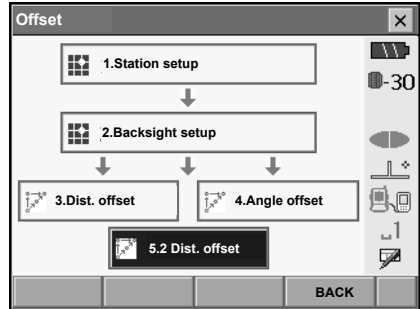 Offset
1.Station setup
-30
2.Backsight setup
3.Dist. offset
4.Angle offset
1
5.2 Dist. offset
BACK